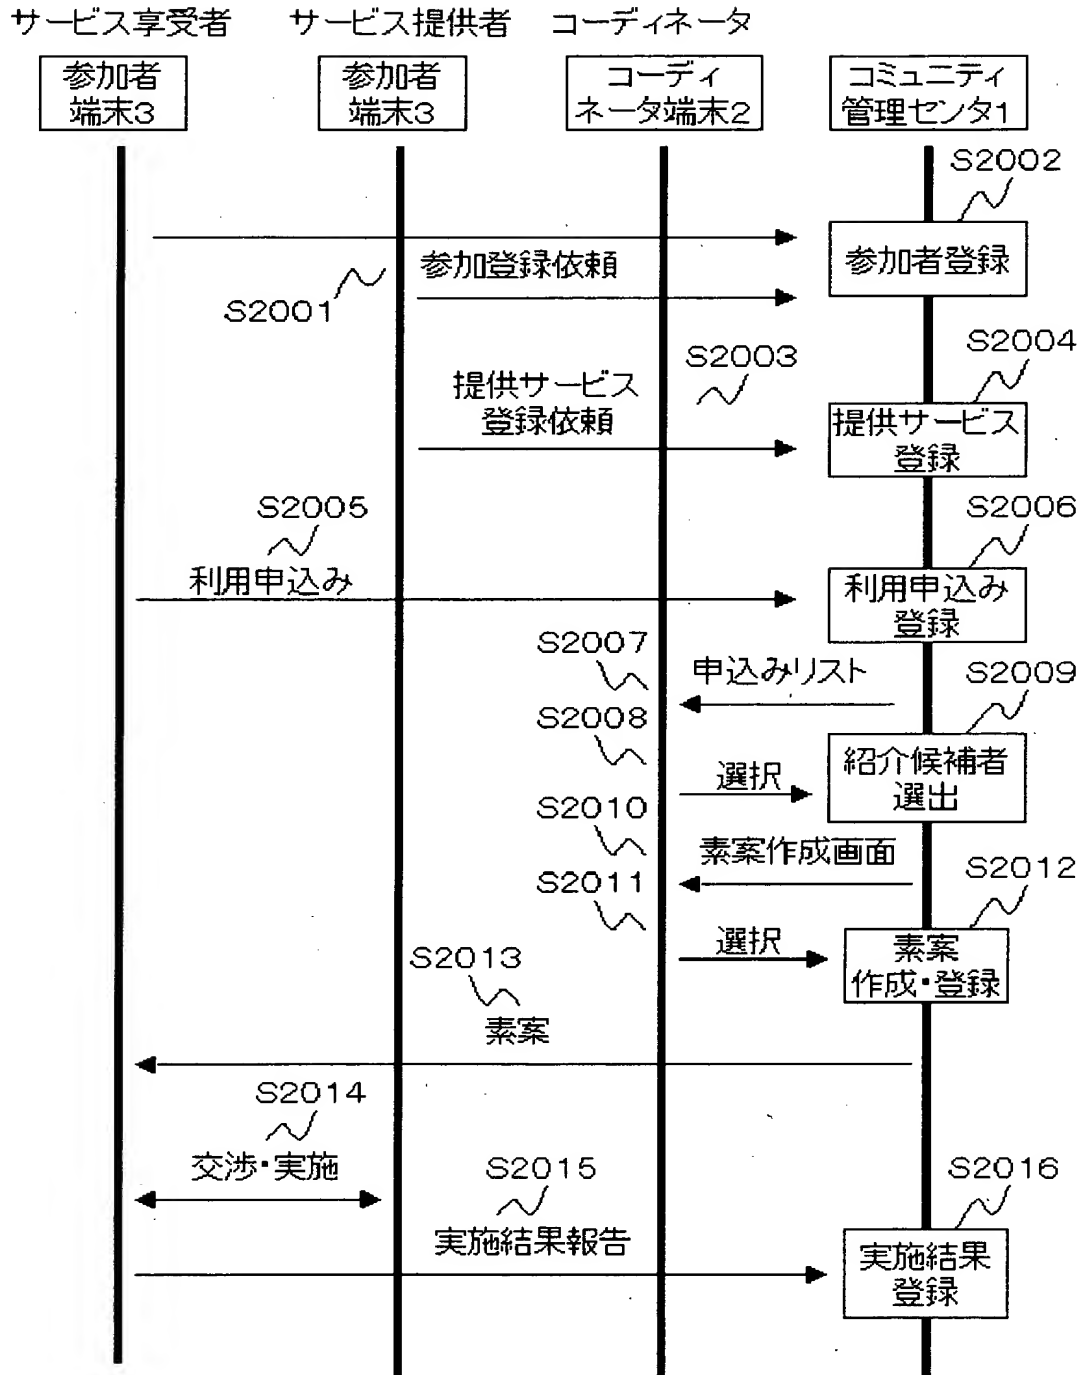 サービス享受者
サービス提供者
コーディネータ
参加者
端末3
参加者
端末3
コーディ
ネータ端末2
コミュニティ
管理センタ1
S2002
参加者登録
参加登録依頼
S2001
S2003
S2004
提供サービス
登録依頼
提供サービス
登録
S2005
S2006
利用申込み
利用申込み
登録
S2007
申込みリスト
S2009
S2008
紹介候補者
選出
選択
S2010
素案作成画面
S2012
S2011
選択
素案
作成・登録
S2013
素案
S2014
交渉・実施
S2015
S2016
実施結果報告
実施結果
登録